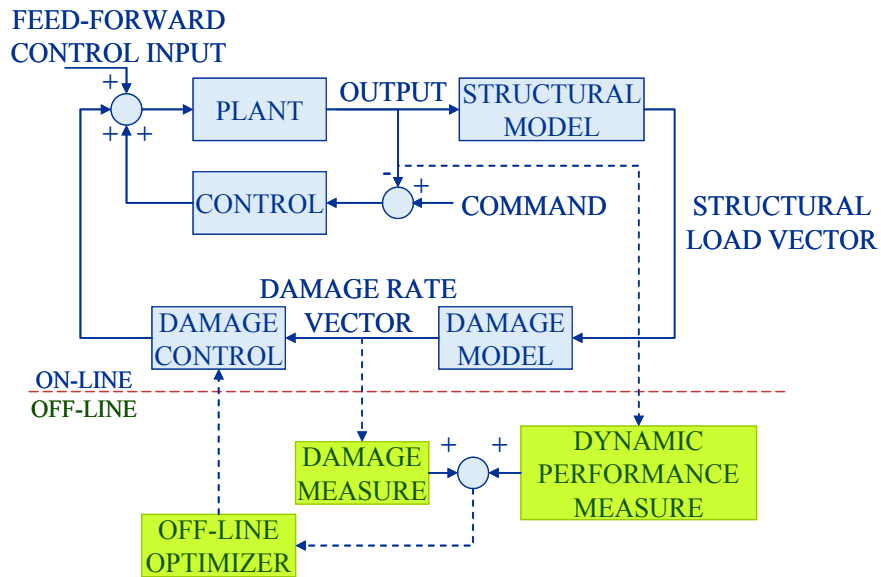 FEED-FORWARD
CONTROL INPUT
+
PLANT
OUTPUT
STRUCTURAL
MODEL
+
+
-
+
CONTROL
COMMAND
STRUCTURAL
LOAD VECTOR
DAMAGE RATE
VECTOR
DAMAGE
CONTROL
DAMAGE
MODEL
ON-LINE
OFF-LINE
+
+
DAMAGE
MEASURE
DYNAMIC
PERFORMANCE
MEASURE
OFF-LINE
OPTIMIZER